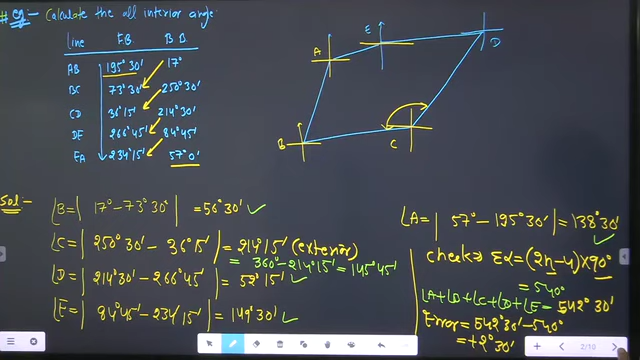 # eg:- Calculate the all interior angle.
Line F.B B.B
AB 195°30' 17°
BC 73°30' 250°30'
CD 36°15' 214°30'
DE 266°45' 84°45'
EA 234°15' 57°0'
A
E
D
B
C
Sol -
∠B = | 17° - 73°30' | = 56°30' ✓
∠C = | 250°30' - 36°15' | = 214°15' (exterior)
= 360° - 214°15' = 145°45'
∠D = | 214°30' - 266°45' | = 52°15' ✓
∠E = | 84°45' - 234°15' | = 149°30' ✓
∠A = | 57° - 195°30' | = 138°30' ✓
check⇒ Σα = (2n-4)×90°
= 540°
∠A+∠B+∠C+∠D+∠E = 542°30'
Error = 542°30' - 540°
= +2°30'
2/10